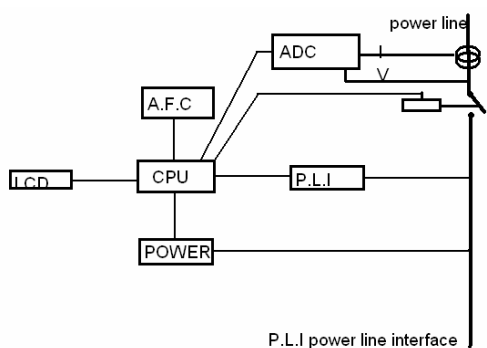 power line
ADC
I
V
A.F.C
LCD
CPU
P.L.I
POWER
P.L.I power line interface